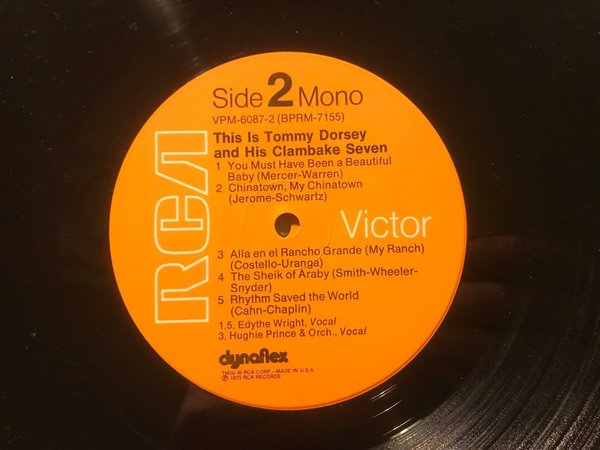 Side 2 Mono
VPM-6087-2 (BPRM-7155)
This Is Tommy Dorsey
and His Clambake Seven
1 You Must Have Been a Beautiful
Baby (Mercer-Warren)
2 Chinatown, My Chinatown
(Jerome-Schwartz)
RCA
Victor
3 Alla en el Rancho Grande (My Ranch)
(Costello-Uranga)
4 The Sheik of Araby (Smith-Wheeler-
Snyder)
5 Rhythm Saved the World
(Cahn-Chaplin)
1,5. Edythe Wright, Vocal
3. Hughie Prince & Orch., Vocal
dynaflex
TM(s) ® RCA CORP.—MADE IN U.S.A.
℗ 1973 RCA RECORDS